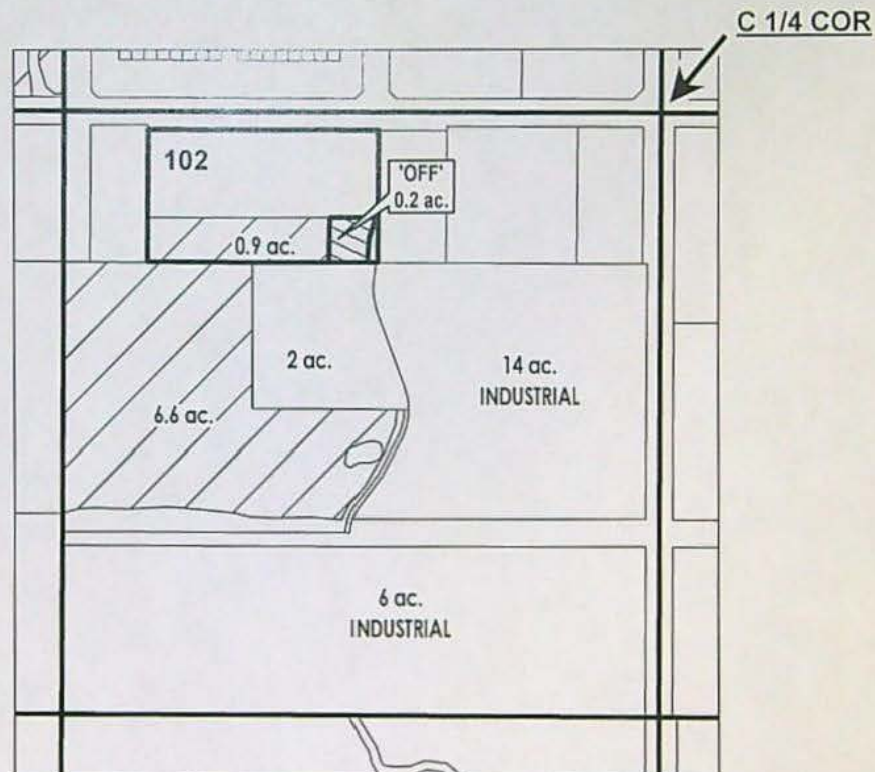 C 1/4 COR
102
'OFF'
0.2 ac.
0.9 ac.
2 ac.
14 ac.
INDUSTRIAL
6.6 ac.
6 ac.
INDUSTRIAL